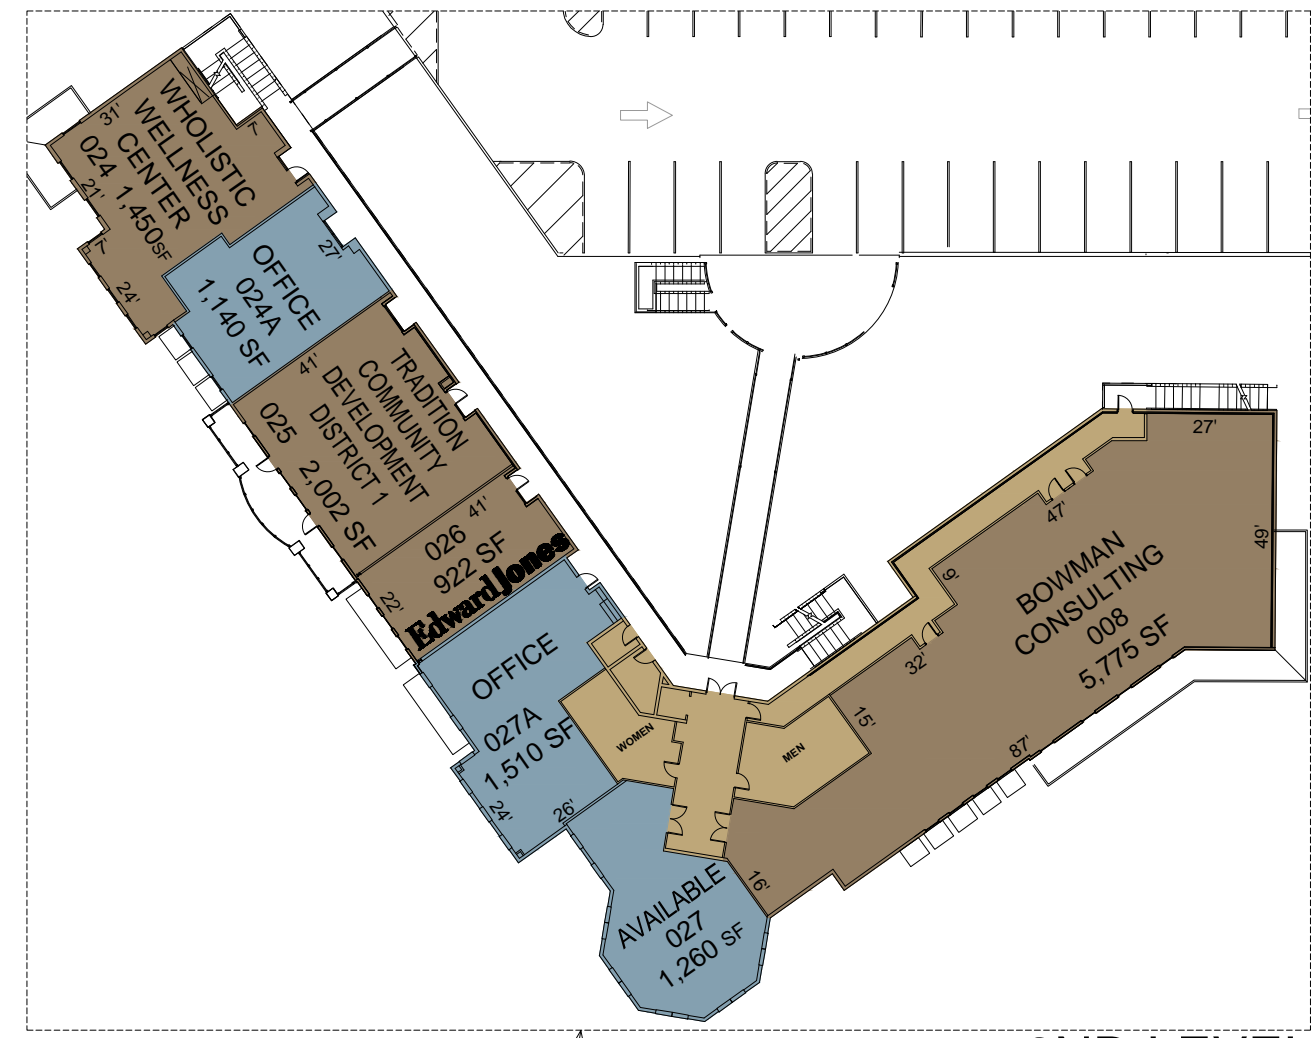 WHOLISTIC
WELLNESS
CENTER
024 1,450 SF
31'
7'
21'
7'
24'
OFFICE
024A
1,140 SF
27'
41'
TRADITION
COMMUNITY
DEVELOPMENT
DISTRICT 1
025 2,002 SF
41'
026
922 SF
EdwardJones
22'
OFFICE
027A
1,510 SF
24'
26'
WOMEN
MEN
AVAILABLE
027
1,260 SF
16'
BOWMAN
CONSULTING
008
5,775 SF
27'
49'
47'
9'
32'
15'
87'